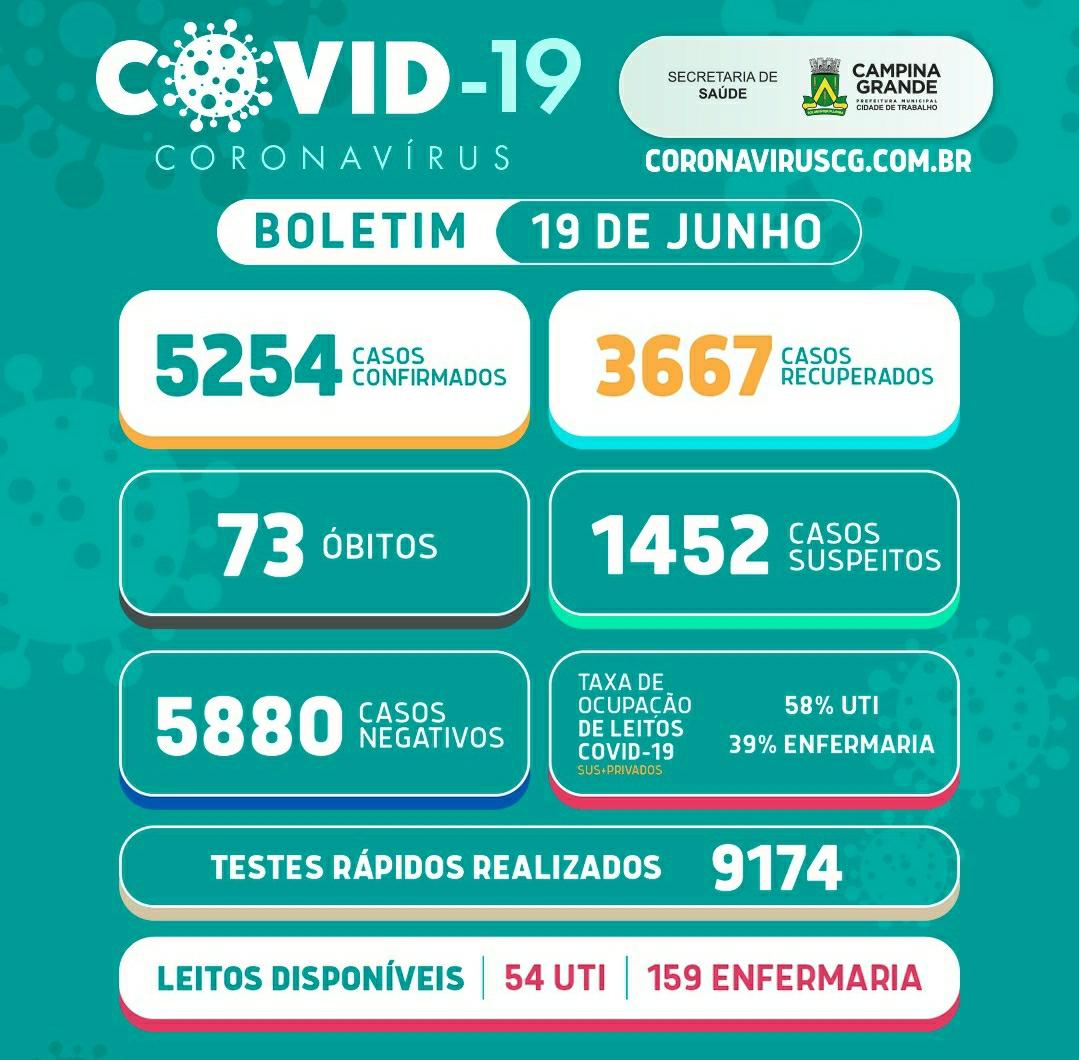 COVID-19
CORONAVÍRUS
SECRETARIA DE
SAÚDE
CAMPINA
GRANDE
PREFEITURA MUNICIPAL
CIDADE DE TRABALHO
CORONAVIRUSCG.COM.BR
BOLETIM 19 DE JUNHO
5254 CASOS
CONFIRMADOS
3667 CASOS
RECUPERADOS
73 ÓBITOS
1452 CASOS
SUSPEITOS
5880 CASOS
NEGATIVOS
TAXA DE
OCUPAÇÃO
DE LEITOS
COVID-19
SUS+PRIVADOS
58% UTI
39% ENFERMARIA
TESTES RÁPIDOS REALIZADOS 9174
LEITOS DISPONÍVEIS 54 UTI 159 ENFERMARIA